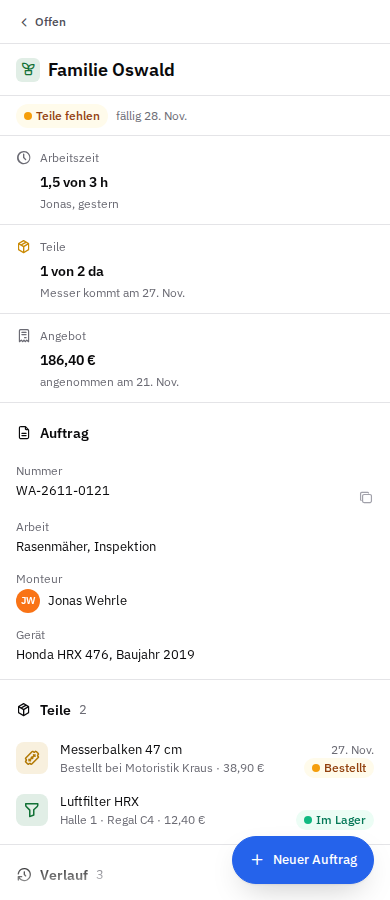 Offen
Familie Oswald
Teile fehlen fällig 28. Nov.
Arbeitszeit
1,5 von 3 h
Jonas, gestern
Teile
1 von 2 da
Messer kommt am 27. Nov.
Angebot
186,40 €
angenommen am 21. Nov.
Auftrag
Nummer
WA-2611-0121
Arbeit
Rasenmäher, Inspektion
Monteur
JW Jonas Wehrle
Gerät
Honda HRX 476, Baujahr 2019
Teile 2
Messerbalken 47 cm 27. Nov.
Bestellt bei Motoristik Kraus · 38,90 € Bestellt
Luftfilter HRX
Halle 1 · Regal C4 · 12,40 € Im Lager
Neuer Auftrag
Verlauf 3